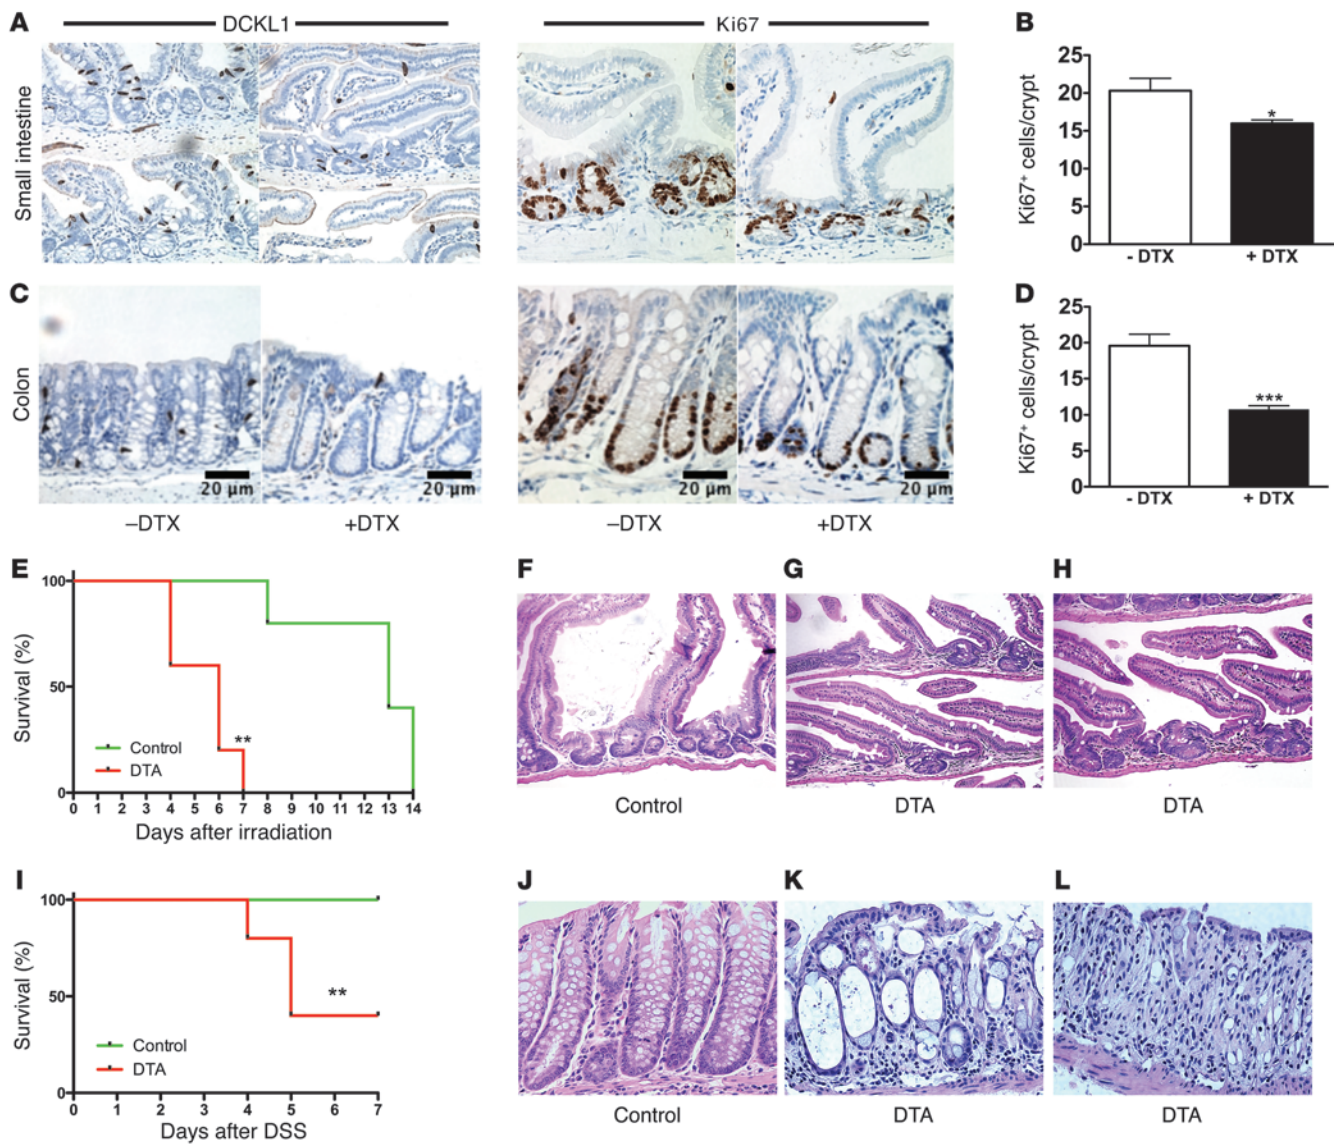 A
DCKL1
Ki67
Small intestine
B
Ki67+ cells/crypt
25
20
15
10
5
0
*
- DTX
+ DTX
C
Colon
20 µm
20 µm
20 µm
20 µm
–DTX
+DTX
–DTX
+DTX
D
Ki67+ cells/crypt
25
20
15
10
5
0
***
- DTX
+ DTX
E
Survival (%)
100
50
0
**
Control
DTA
0 1 2 3 4 5 6 7 8 9 10 11 12 13 14
Days after irradiation
F
Control
G
DTA
H
DTA
I
Survival (%)
100
50
0
**
Control
DTA
0 1 2 3 4 5 6 7
Days after DSS
J
Control
K
DTA
L
DTA